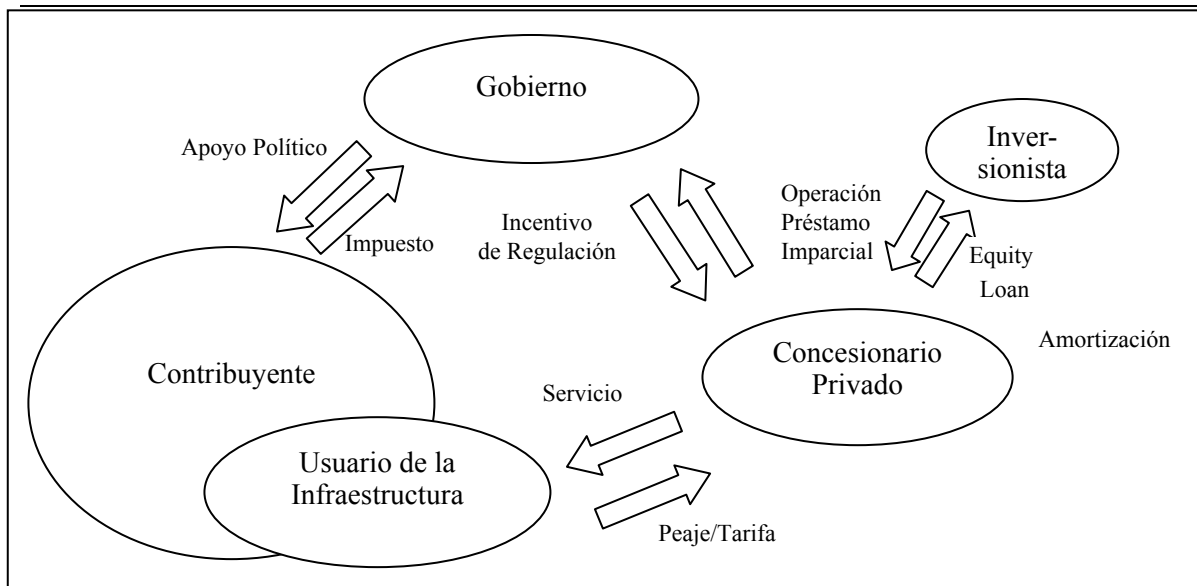 Gobierno
Inver-
sionista
Apoyo Político
Impuesto
Incentivo
de Regulación
Operación
Préstamo
Imparcial
Equity
Loan
Amortización
Contribuyente
Concesionario
Privado
Servicio
Usuario de la
Infraestructura
Peaje/Tarifa